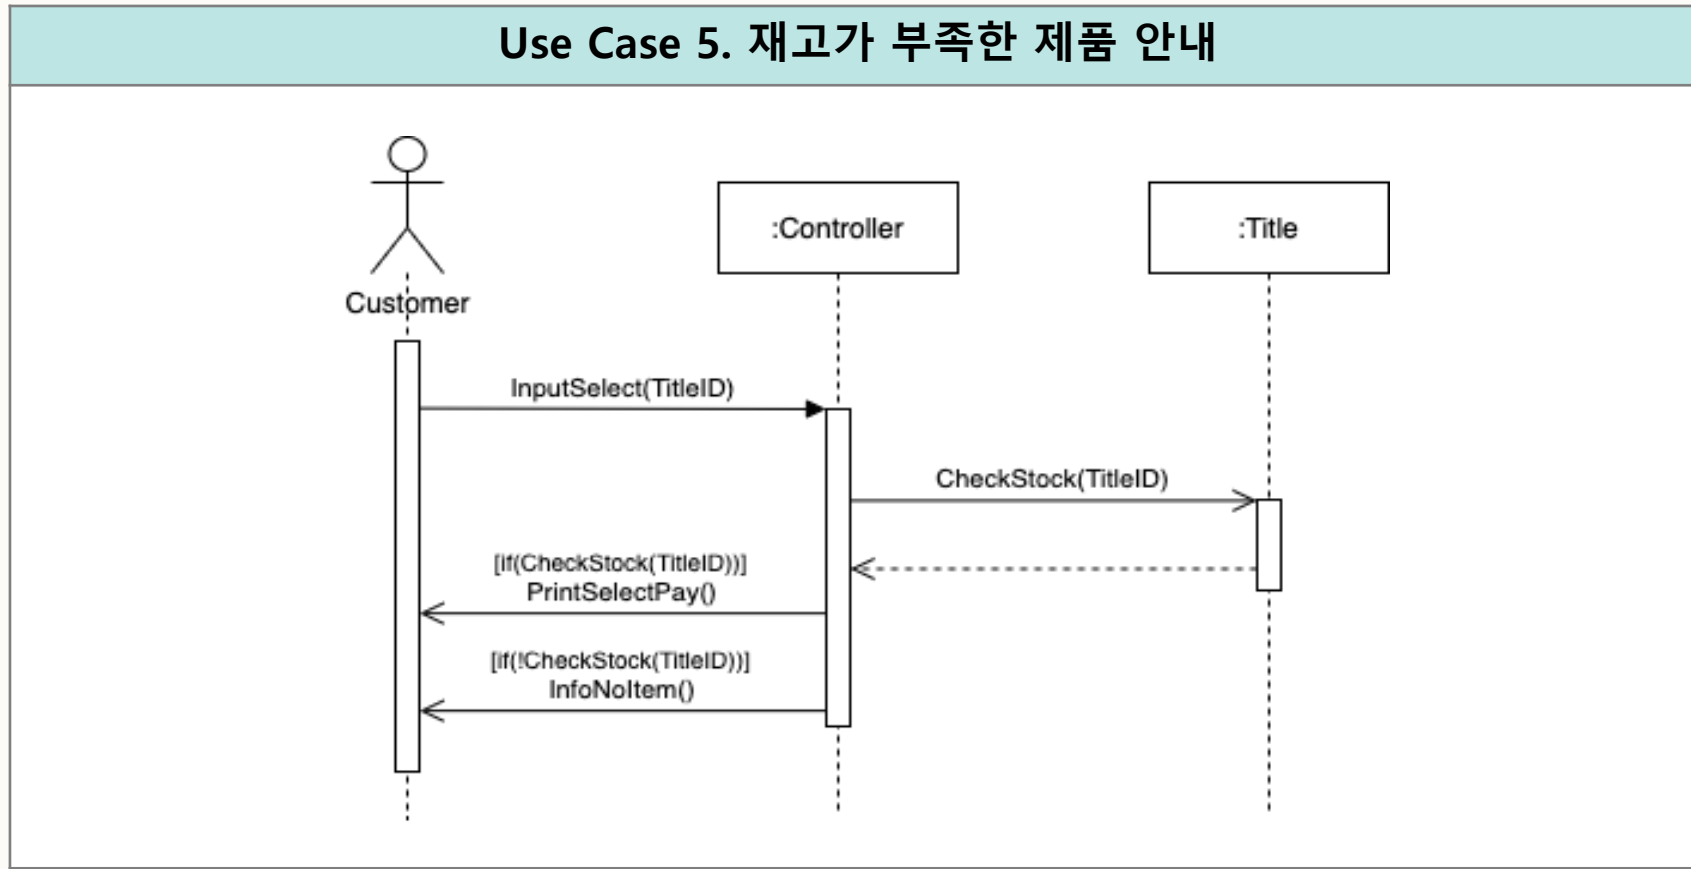 Use Case 5. 재고가 부족한 제품 안내
:Controller
:Title
Customer
InputSelect(TitleID)
CheckStock(TitleID)
[if(CheckStock(TitleID))]
PrintSelectPay()
[if(!CheckStock(TitleID))]
InfoNoItem()